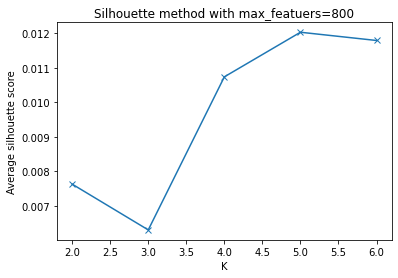 Silhouette method with max_featuers=800
Average silhouette score
0.012
0.011
0.010
0.009
0.008
0.007
2.0 2.5 3.0 3.5 4.0 4.5 5.0 5.5 6.0
K